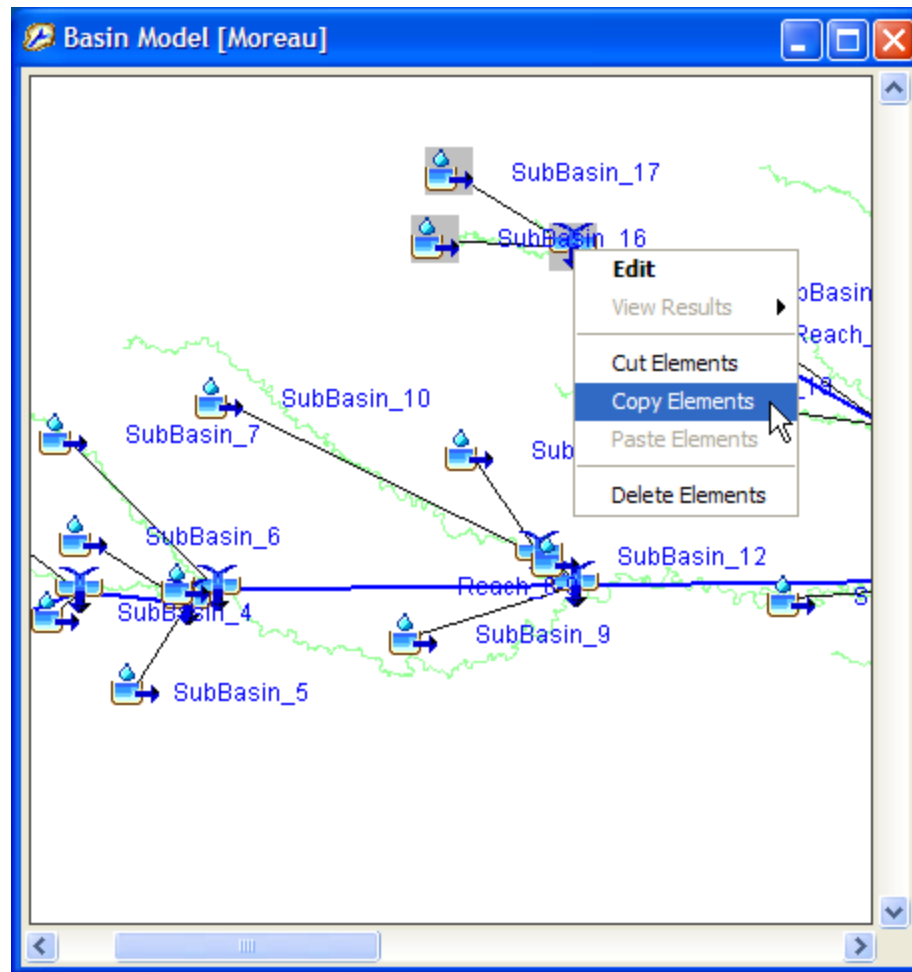 Basin Model [Moreau]
SubBasin_17
SubBasin_16
Edit
View Results
Cut Elements
Copy Elements
Paste Elements
Delete Elements
SubBasin_10
SubBasin_7
SubBasin_6
SubBasin_12
SubBasin_4
SubBasin_9
SubBasin_5